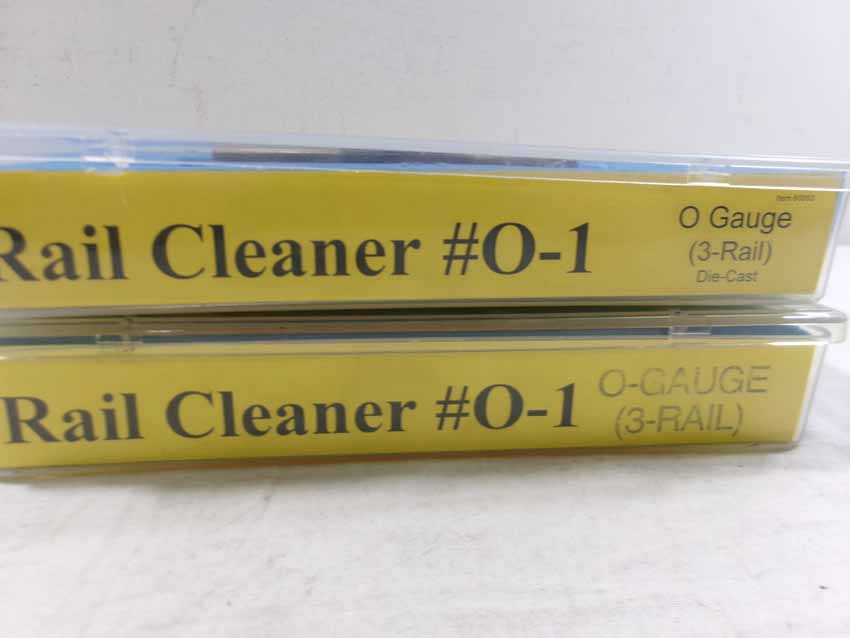 Rail Cleaner #O-1
O Gauge
(3-Rail)
Die-Cast
Rail Cleaner #O-1
O-GAUGE
(3-RAIL)